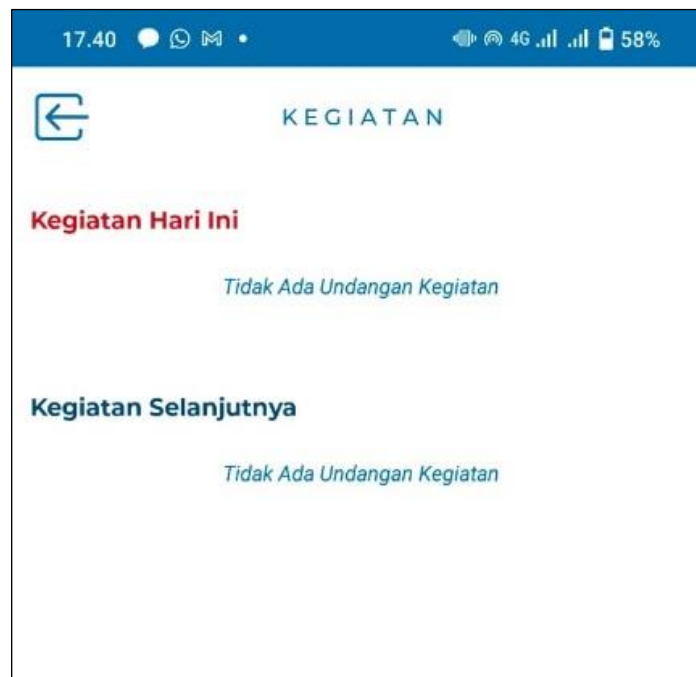 17.40 4G 58%
KEGIATAN
Kegiatan Hari Ini
Tidak Ada Undangan Kegiatan
Kegiatan Selanjutnya
Tidak Ada Undangan Kegiatan